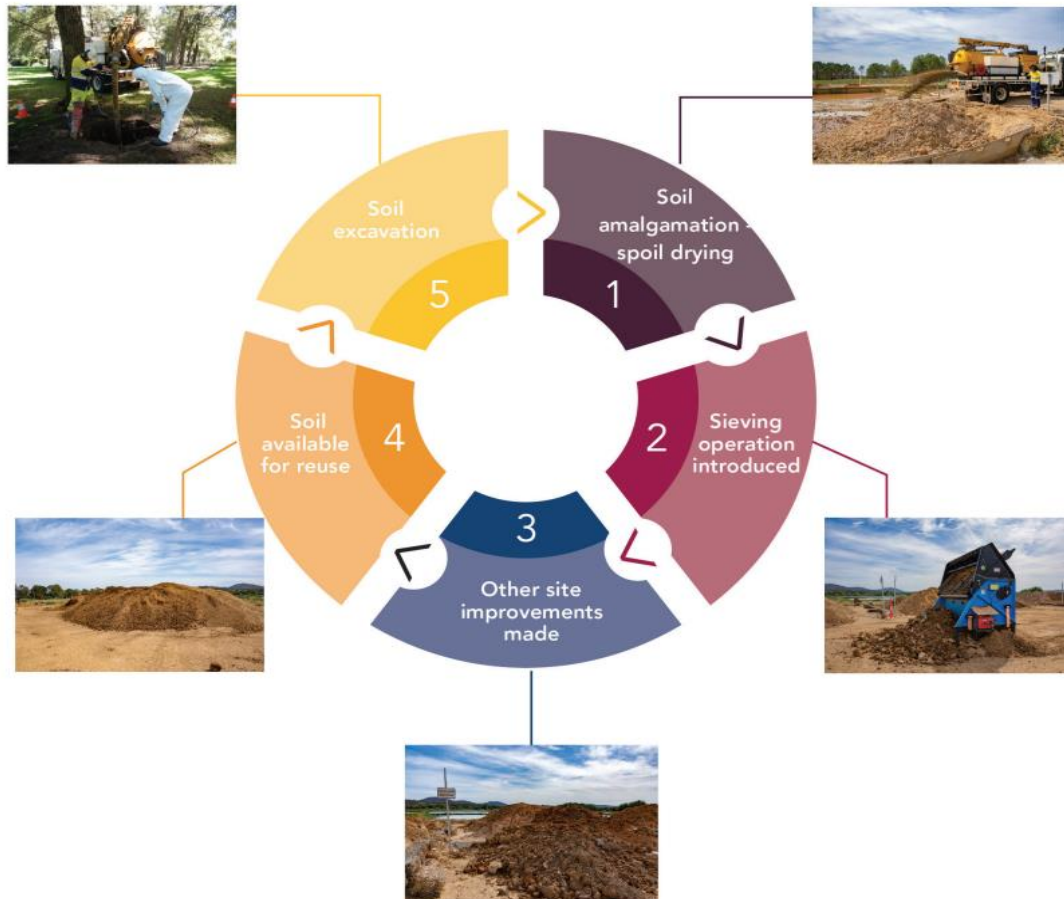 Soil
amalgamation -
spoil drying
1
Sieving
operation
introduced
2
3
Other site
improvements
made
Soil
available
for reuse
4
Soil
excavation
5